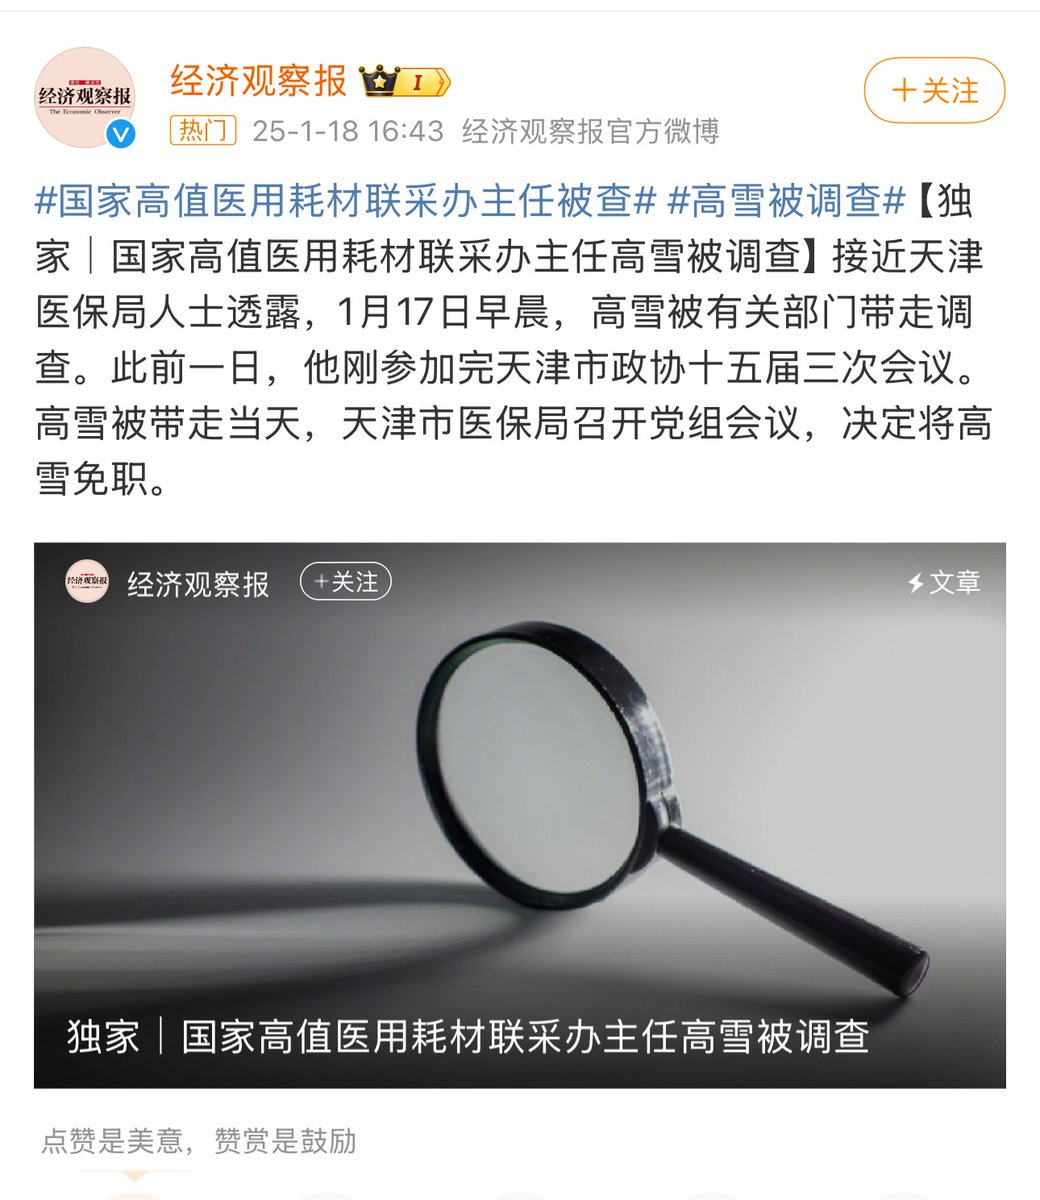 经济观察报
The Economic Observer
经济观察报 I
+关注
热门 25-1-18 16:43 经济观察报官方微博
#国家高值医用耗材联采办主任被查# #高雪被调查#【独
家｜国家高值医用耗材联采办主任高雪被调查】接近天津
医保局人士透露，1月17日早晨，高雪被有关部门带走调
查。此前一日，他刚参加完天津市政协十五届三次会议。
高雪被带走当天，天津市医保局召开党组会议，决定将高
雪免职。
经济观察报
经济观察报 +关注
文章
独家｜国家高值医用耗材联采办主任高雪被调查
点赞是美意，赞赏是鼓励